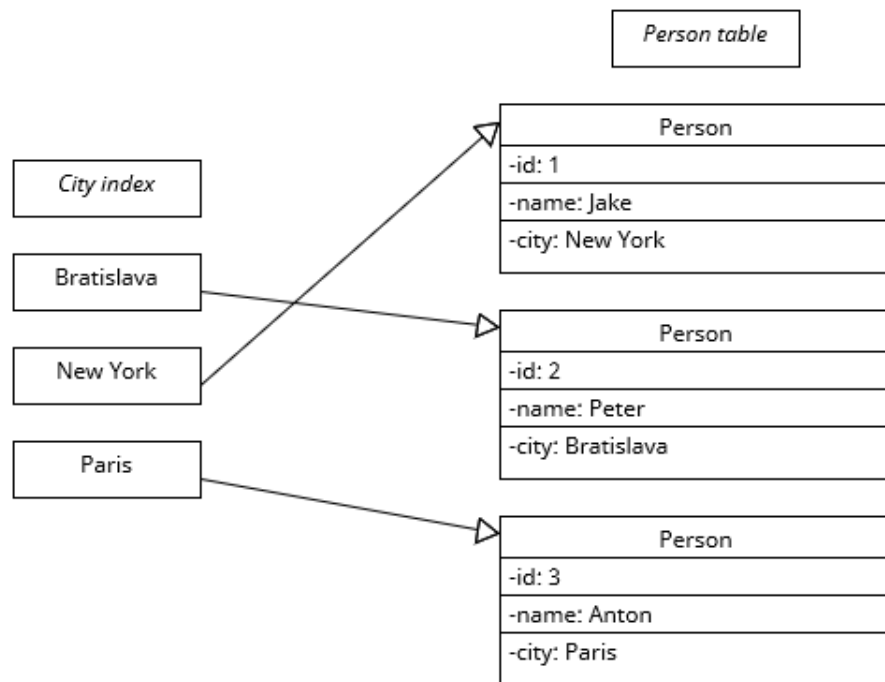 Person table
City index
Bratislava
New York
Paris
Person
-id: 1
-name: Jake
-city: New York
Person
-id: 2
-name: Peter
-city: Bratislava
Person
-id: 3
-name: Anton
-city: Paris